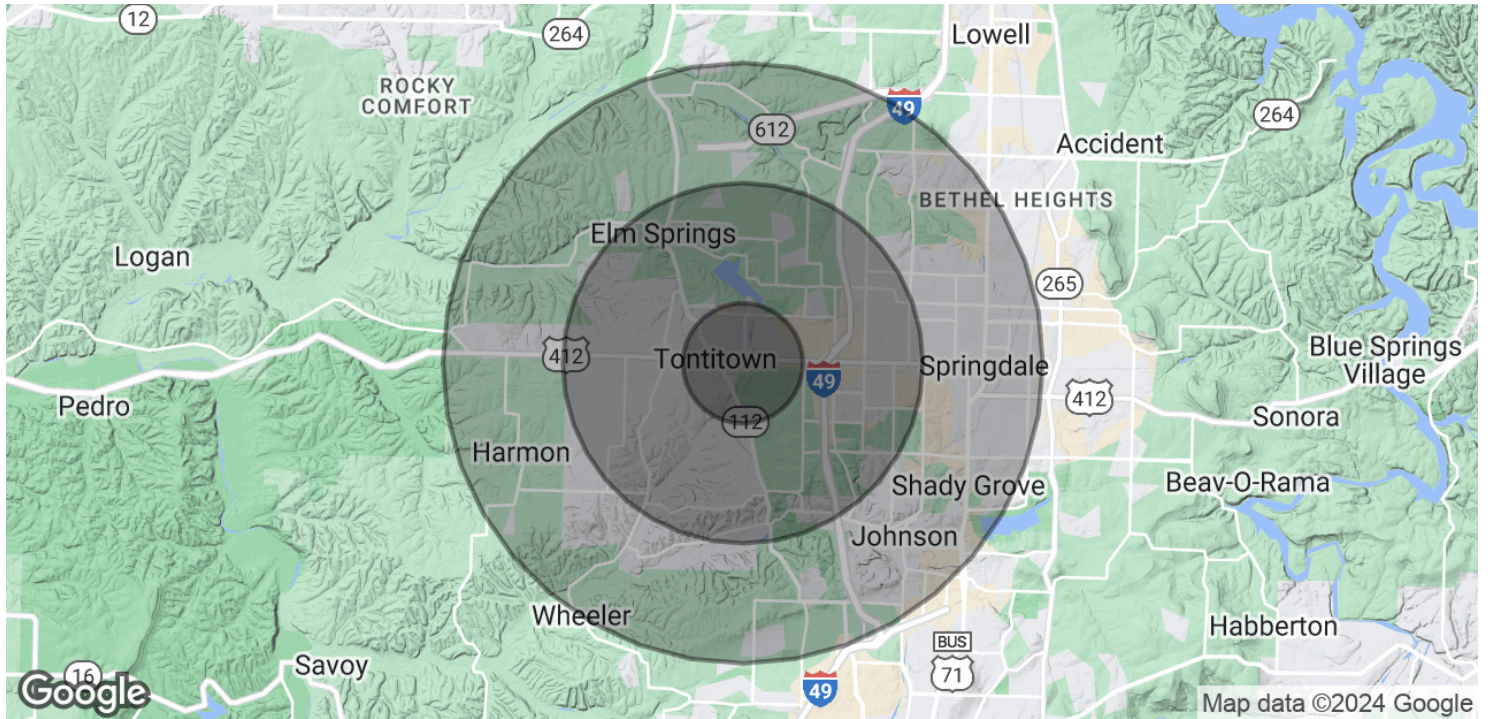 12
264
Lowell
ROCKY
COMFORT
49
612
264
Accident
BETHEL HEIGHTS
Elm Springs
Logan
265
412
Tontitown
49
Springdale
Blue Springs
Village
412
Pedro
Sonora
112
Harmon
Shady Grove
Beav-O-Rama
Johnson
Wheeler
Habberton
BUS
71
Savoy
16
49
Google
Map data ©2024 Google